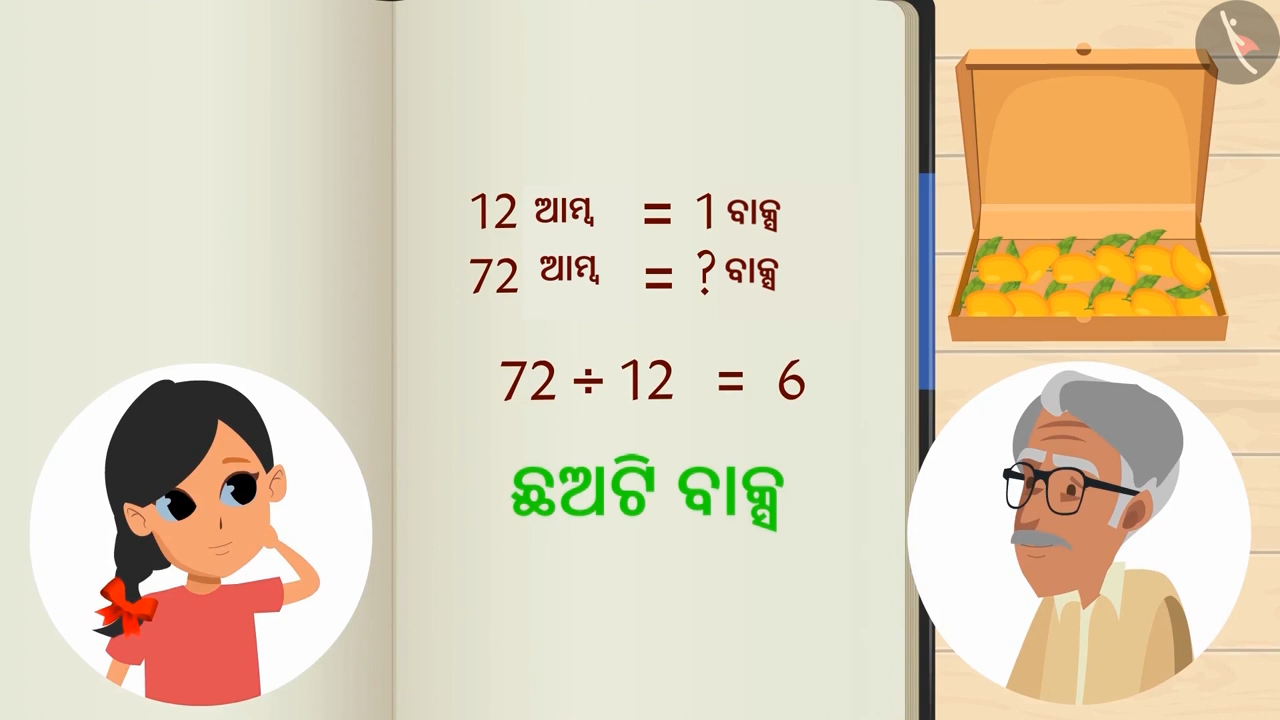 12 ଆମ୍ବ = 1 ବାକ୍ସ
72 ଆମ୍ବ = ? ବାକ୍ସ
72 ÷ 12 = 6
ଛଅଟି ବାକ୍ସ